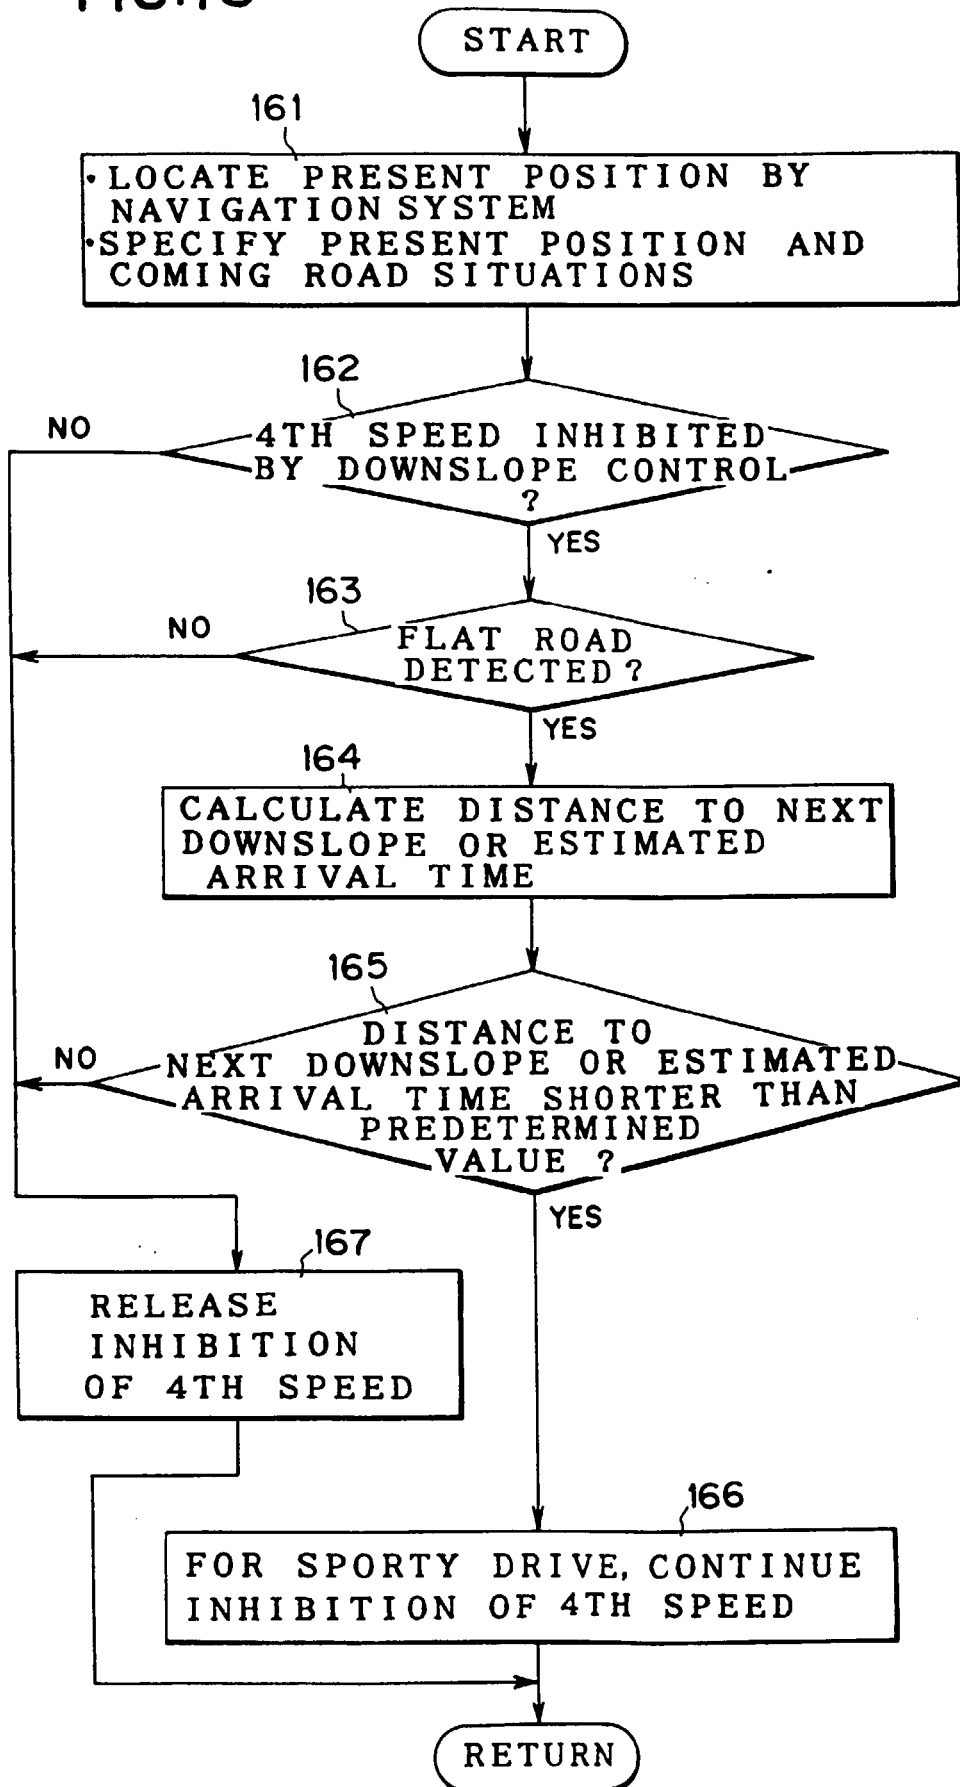 START
161
· LOCATE PRESENT POSITION BY
NAVIGATION SYSTEM
· SPECIFY PRESENT POSITION AND
COMING ROAD SITUATIONS
162
NO
4TH SPEED INHIBITED
BY DOWNSLOPE CONTROL
?
YES
163
NO
FLAT ROAD
DETECTED ?
YES
164
CALCULATE DISTANCE TO NEXT
DOWNSLOPE OR ESTIMATED
ARRIVAL TIME
165
NO
DISTANCE TO
NEXT DOWNSLOPE OR ESTIMATED
ARRIVAL TIME SHORTER THAN
PREDETERMINED
VALUE ?
YES
167
RELEASE
INHIBITION
OF 4TH SPEED
166
FOR SPORTY DRIVE, CONTINUE
INHIBITION OF 4TH SPEED
RETURN